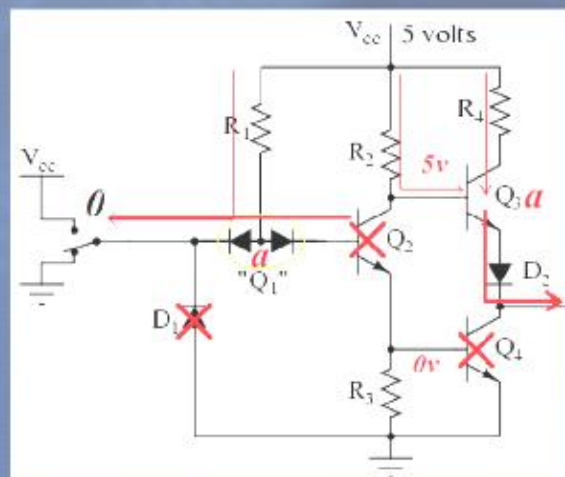 Vcc 5 volts
R1
R4
Vcc
R2
5v
0
Q3 a
Q2
a
"Q1"
D2
D1
Q4
0v
R3